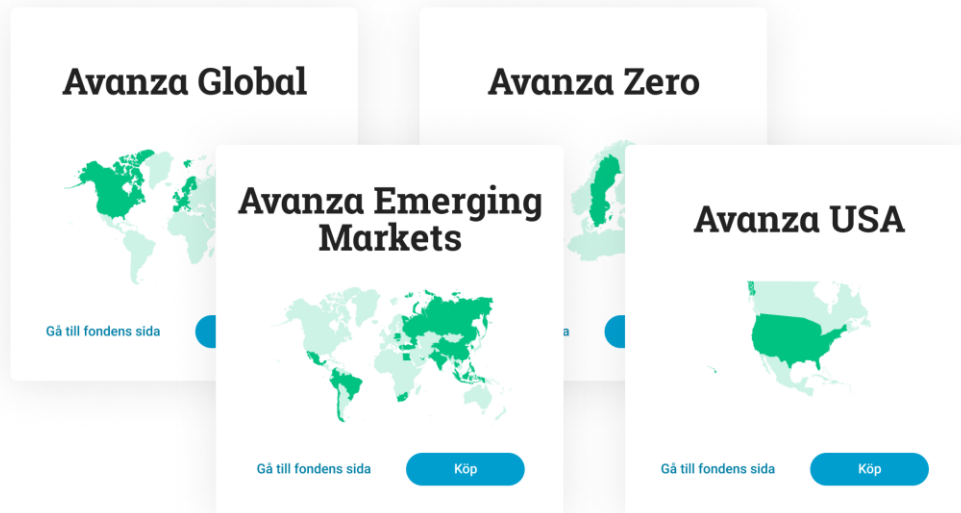 Avanza Global
Avanza Zero
Avanza Emerging
Markets
Avanza USA
Gå till fondens sida
a
Gå till fondens sida
Köp
Gå till fondens sida
Köp